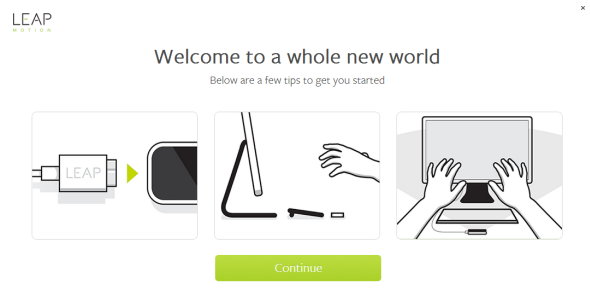 LEAP
MOTION
Welcome to a whole new world
Below are a few tips to get you started
LEAP
Continue